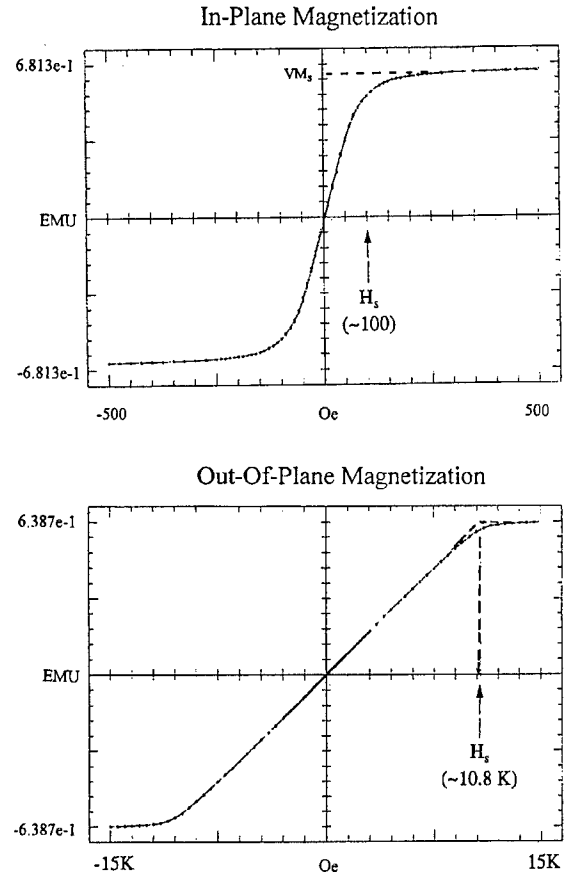 In-Plane Magnetization
6.813e-1
VMs
EMU
Hs
(~100)
-6.813e-1
-500
Oe
500
Out-Of-Plane Magnetization
6.387e-1
EMU
Hs
(~10.8 K)
-6.387e-1
-15K
Oe
15K